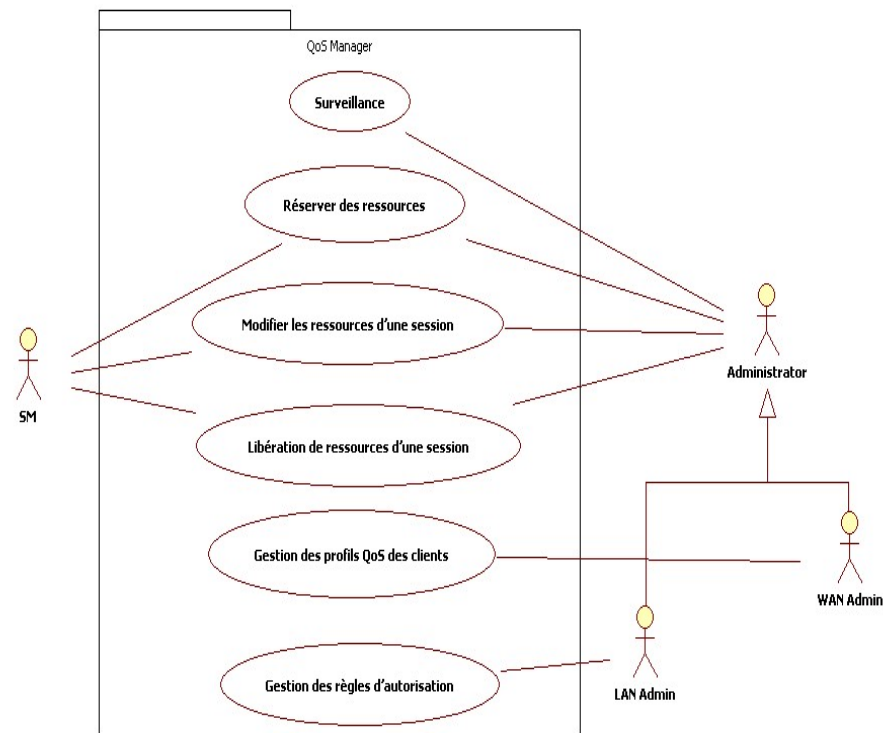 QoS Manager
Surveillance
Réserver des ressources
Modifier les ressources d'une session
Administrator
SM
Libération de ressources d'une session
Gestion des profils QoS des clients
WAN Admin
Gestion des règles d'autorisation
LAN Admin